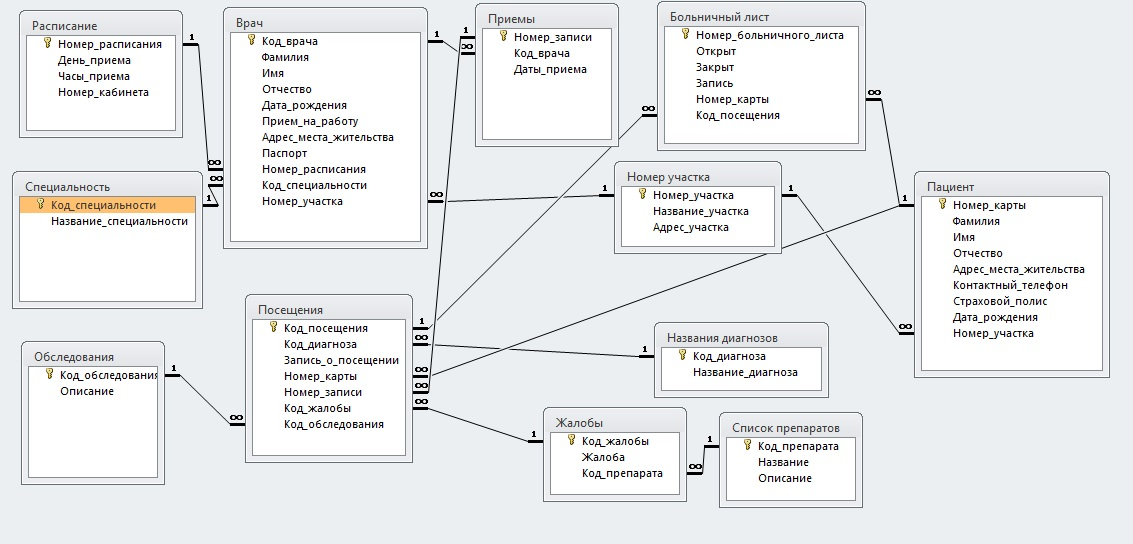 Расписание
Номер_расписания
День_приема
Часы_приема
Номер_кабинета
1
∞
Врач
Код_врача
Фамилия
Имя
Отчество
Дата_рождения
Прием_на_работу
Адрес_места_жительства
Паспорт
Номер_расписания
Код_специальности
Номер_участка
1
∞
Приемы
Номер_записи
Код_врача
Даты_приема
1
∞
Больничный лист
Номер_больничного_листа
Открыт
Закрыт
Запись
Номер_карты
Код_посещения
∞
∞
Специальность
Код_специальности
Название_специальности
1
∞
Номер участка
Номер_участка
Название_участка
Адрес_участка
1
1
Пациент
Номер_карты
Фамилия
Имя
Отчество
Адрес_места_жительства
Контактный_телефон
Страховой_полис
Дата_рождения
Номер_участка
1
∞
Посещения
Код_посещения
Код_диагноза
Запись_о_посещении
Номер_карты
Номер_записи
Код_жалобы
Код_обследования
1
∞
∞
∞
∞
∞
Обследования
Код_обследования
Описание
1
Названия диагнозов
Код_диагноза
Название_диагноза
1
Жалобы
Код_жалобы
Жалоба
Код_препарата
1
∞
Список препаратов
Код_препарата
Название
Описание
1